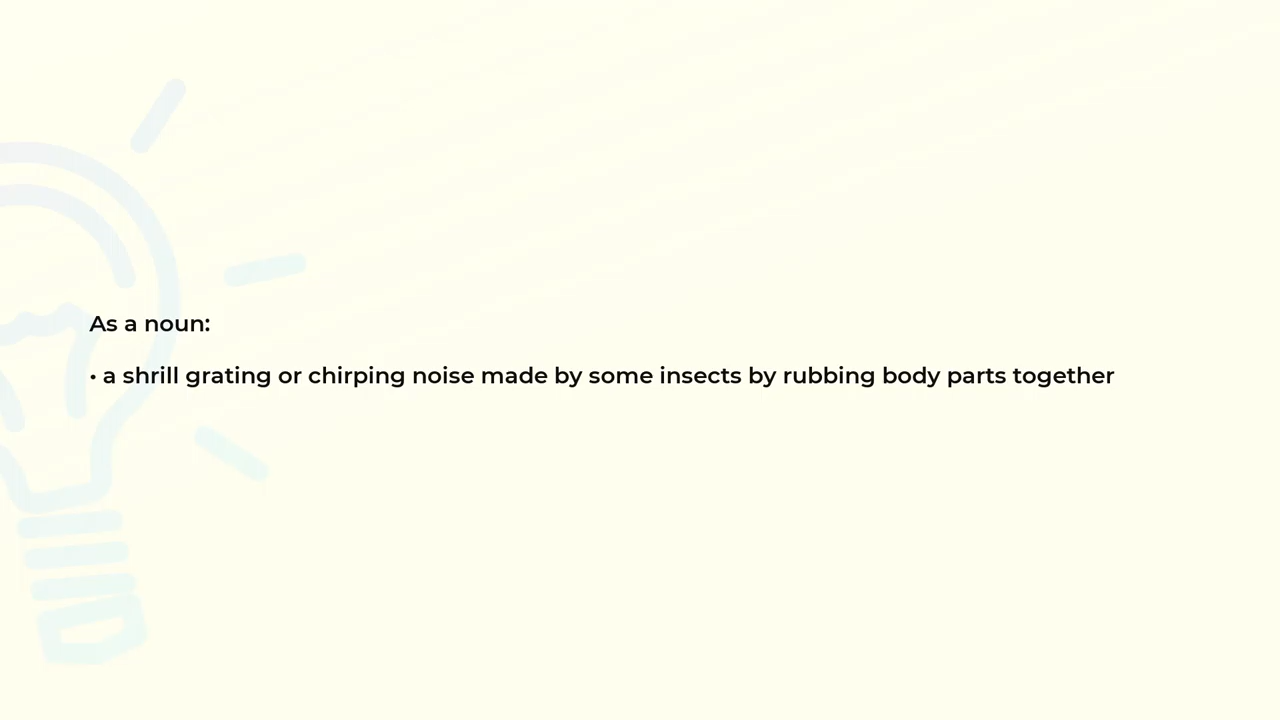 As a noun:
• a shrill grating or chirping noise made by some insects by rubbing body parts together